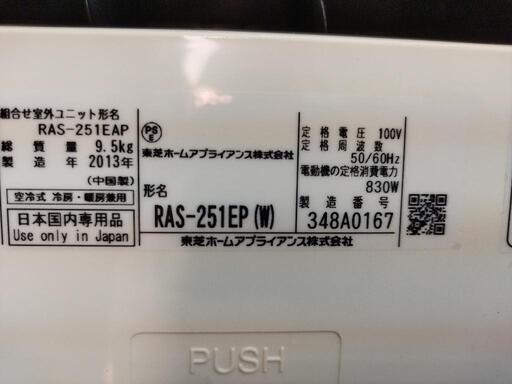 組合せ室外ユニット形名
RAS-251EAP
総質量 9.5kg
製造年 2013年
(中国製)
空冷式 冷房・暖房兼用
日本国内専用品
Use only in Japan
PS
E
東芝ホームアプライアンス株式会社
形名
RAS-251EP(W)
定格電圧 100V
定格周波数
50/60Hz
電動機の定格消費電力
830W
製造番号
348A0167
東芝ホームアプライアンス株式会社
PUSH